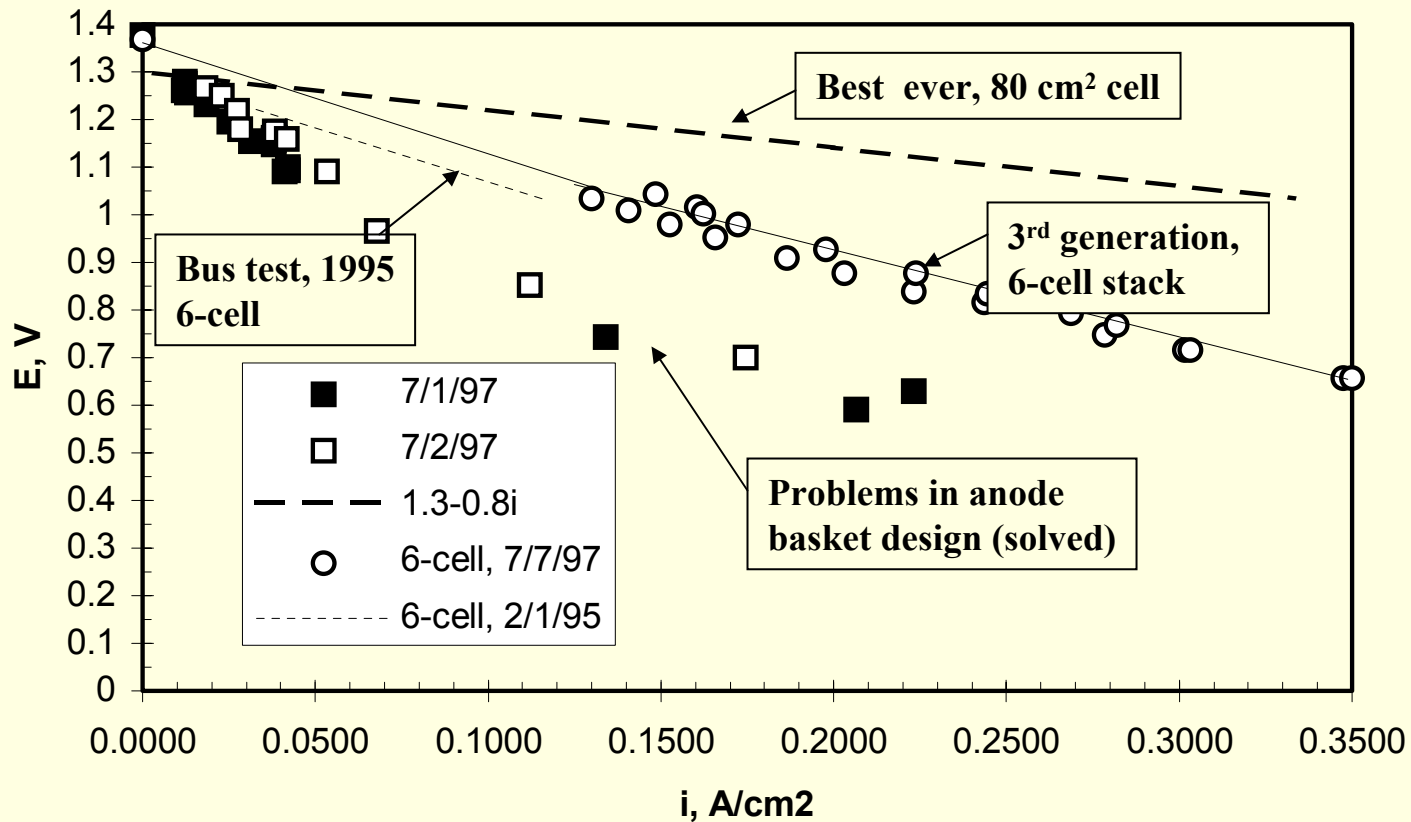 1.4
1.3
1.2
1.1
1
0.9
0.8
0.7
0.6
0.5
0.4
0.3
0.2
0.1
0
E, V
Best ever, 80 cm² cell
3rd generation,
6-cell stack
Bus test, 1995
6-cell
Problems in anode
basket design (solved)
7/1/97
7/2/97
1.3-0.8i
6-cell, 7/7/97
6-cell, 2/1/95
0.0000 0.0500 0.1000 0.1500 0.2000 0.2500 0.3000 0.3500
i, A/cm2